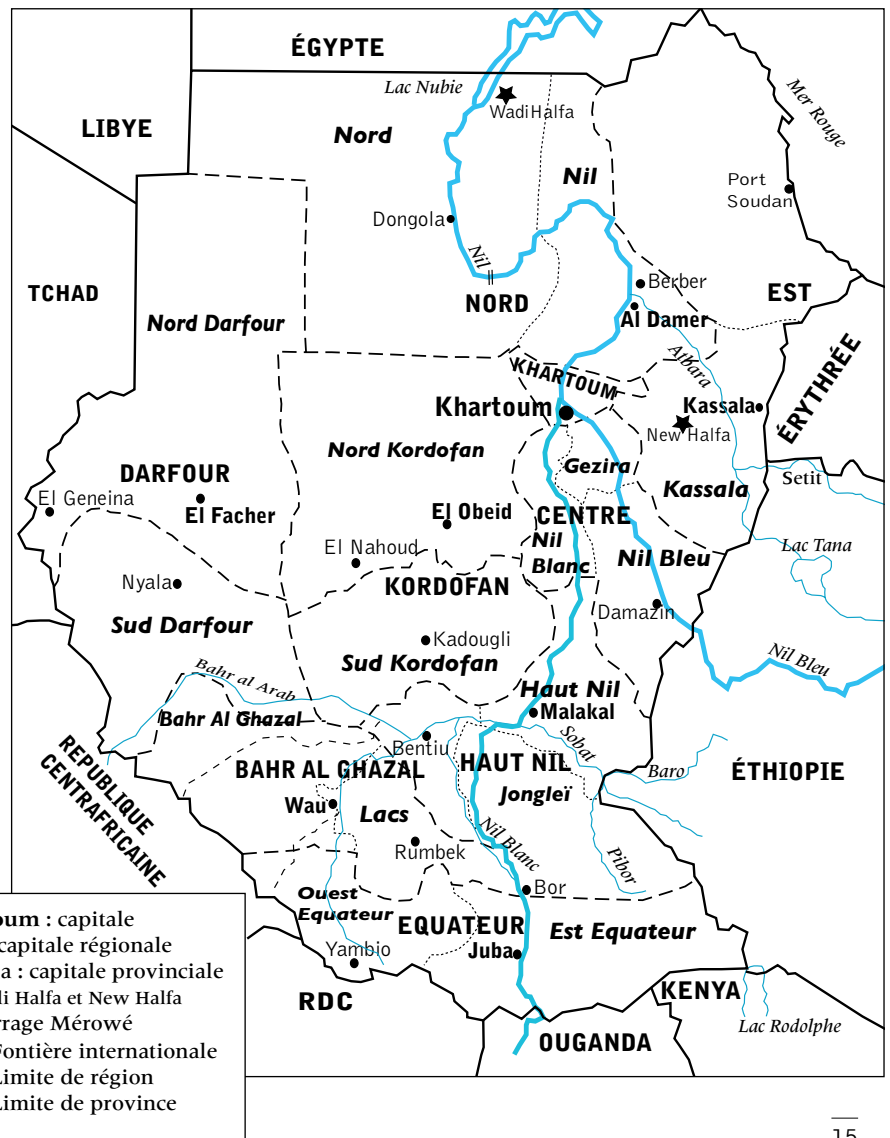 ÉGYPTE
Lac Nubie
WadiHalfa
Mer Rouge
LIBYE
Nord
Nil
Port
Soudan
Dongola
Nil
TCHAD
NORD
Berber
EST
Al Damer
Nord Darfour
Atbara
ÉRYTHRÉE
KHARTOUM
Khartoum
Kassala
New Halfa
Nord Kordofan
Gezira
DARFOUR
El Geneina
El Facher
El Obeid
CENTRE
Kassala
Setit
El Nahoud
Nil
Blanc
Nil Bleu
Lac Tana
Nyala
KORDOFAN
Damazin
Sud Darfour
Kadougli
Sud Kordofan
Nil Bleu
Bahr al Arab
Haut Nil
Malakal
Bahr Al Ghazal
Bentiu
Sobat
REPUBLIQUE
CENTRAFRICAINE
BAHR AL GHAZAL
HAUT NIL
Baro
ÉTHIOPIE
Jongleï
Wau
Lacs
Nil Blanc
Rumbek
Pibor
Bor
Ouest
Equateur
EQUATEUR
Est Equateur
Yambio
Juba
RDC
KENYA
Lac Rodolphe
OUGANDA
oum : capitale
capitale régionale
a : capitale provinciale
di Halfa et New Halfa
rrage Mérowé
Fontière internationale
Limite de région
Limite de province
15